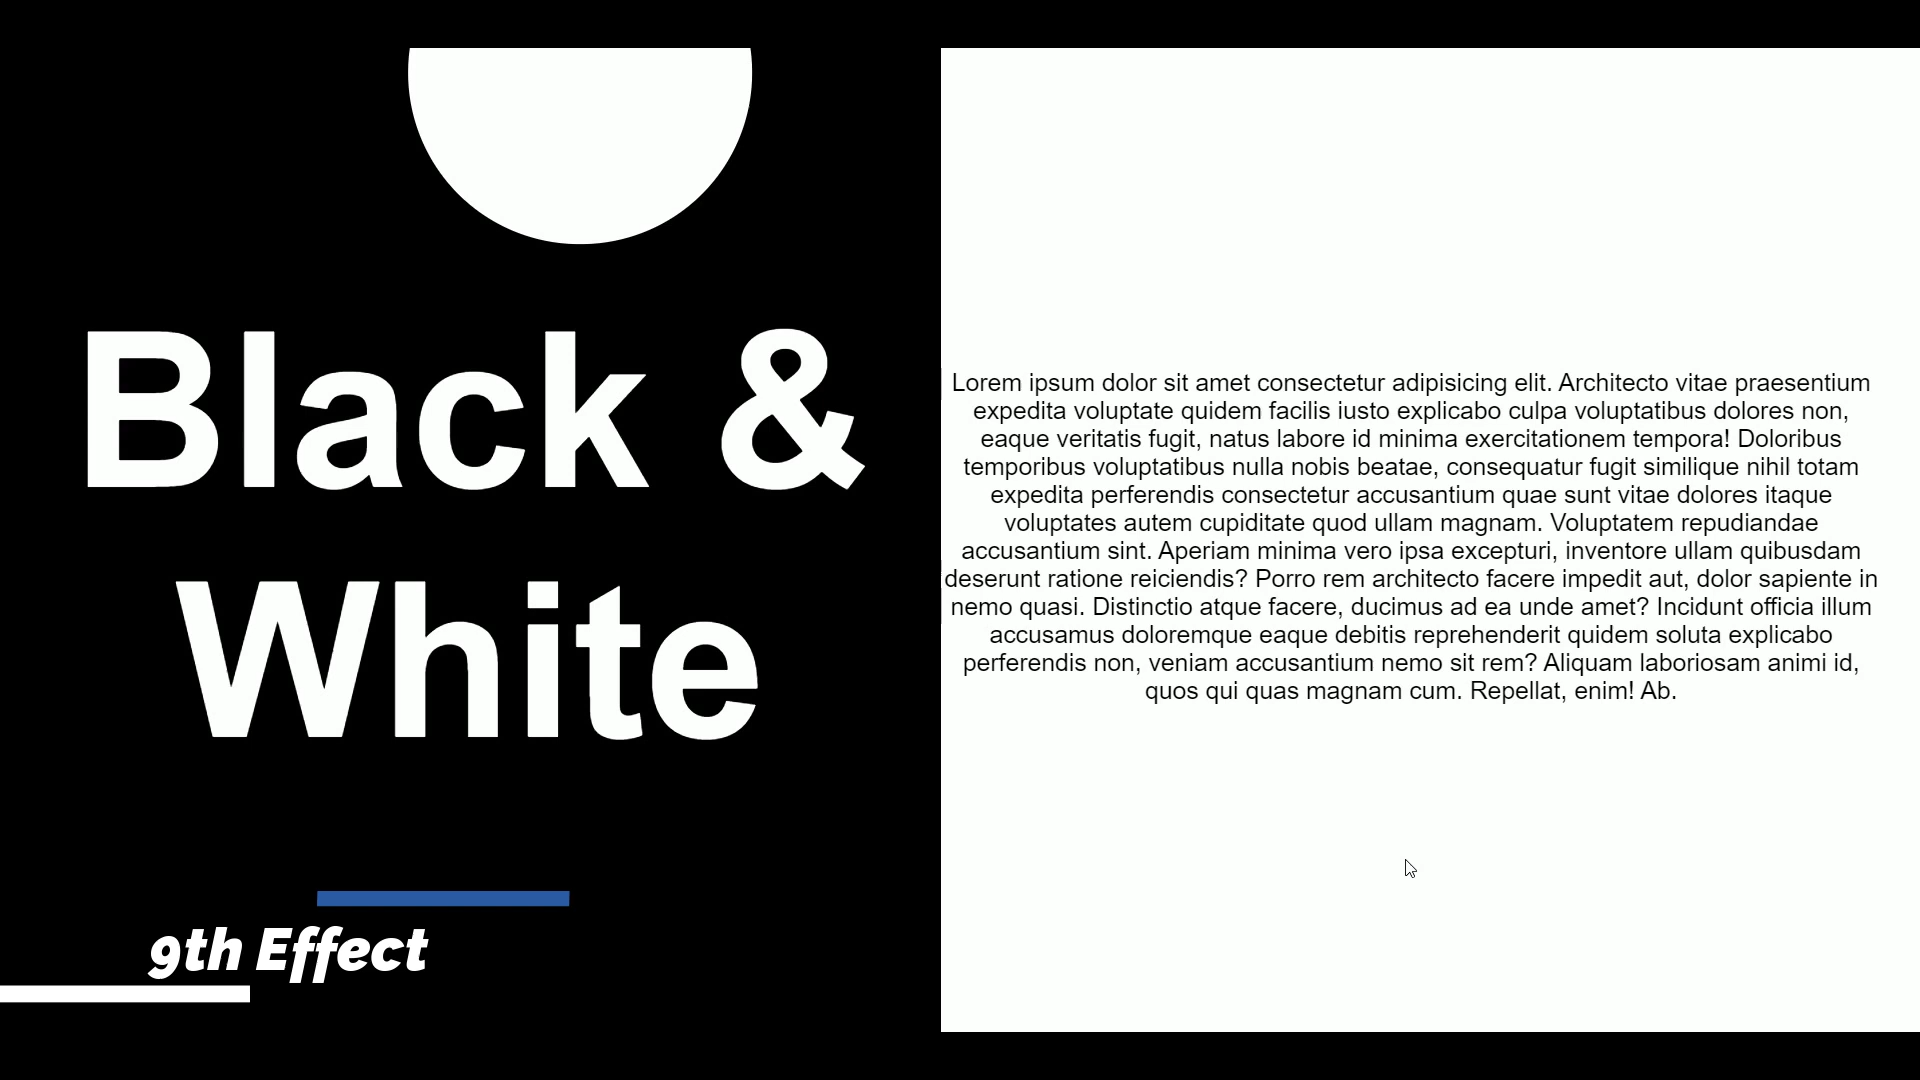 Black &
White
9th Effect
Lorem ipsum dolor sit amet consectetur adipisicing elit. Architecto vitae praesentium
expedita voluptate quidem facilis iusto explicabo culpa voluptatibus dolores non,
eaque veritatis fugit, natus labore id minima exercitationem tempora! Doloribus
temporibus voluptatibus nulla nobis beatae, consequatur fugit similique nihil totam
expedita perferendis consectetur accusantium quae sunt vitae dolores itaque
voluptates autem cupiditate quod ullam magnam. Voluptatem repudiandae
accusantium sint. Aperiam minima vero ipsa excepturi, inventore ullam quibusdam
deserunt ratione reiciendis? Porro rem architecto facere impedit aut, dolor sapiente in
nemo quasi. Distinctio atque facere, ducimus ad ea unde amet? Incidunt officia illum
accusamus doloremque eaque debitis reprehenderit quidem soluta explicabo
perferendis non, veniam accusantium nemo sit rem? Aliquam laboriosam animi id,
quos qui quas magnam cum. Repellat, enim! Ab.